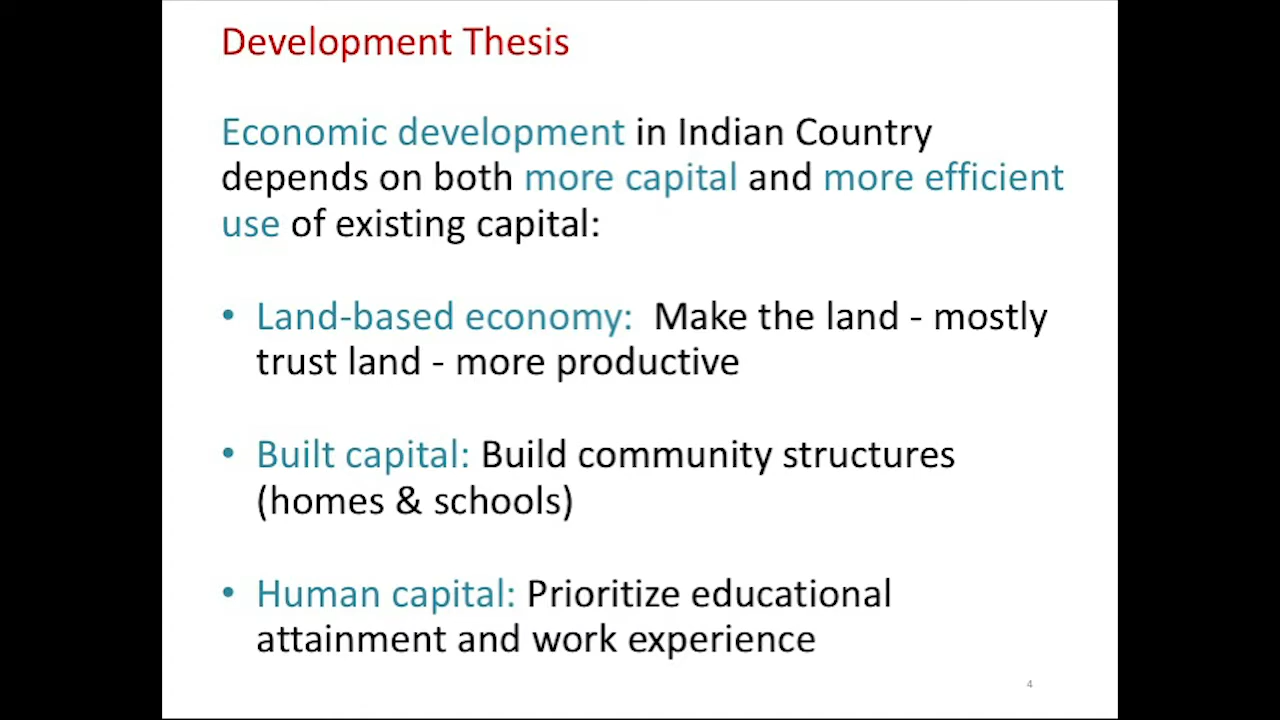 Development Thesis
Economic development in Indian Country
depends on both more capital and more efficient
use of existing capital:
• Land-based economy:  Make the land - mostly
trust land - more productive
• Built capital: Build community structures
(homes & schools)
• Human capital: Prioritize educational
attainment and work experience
4